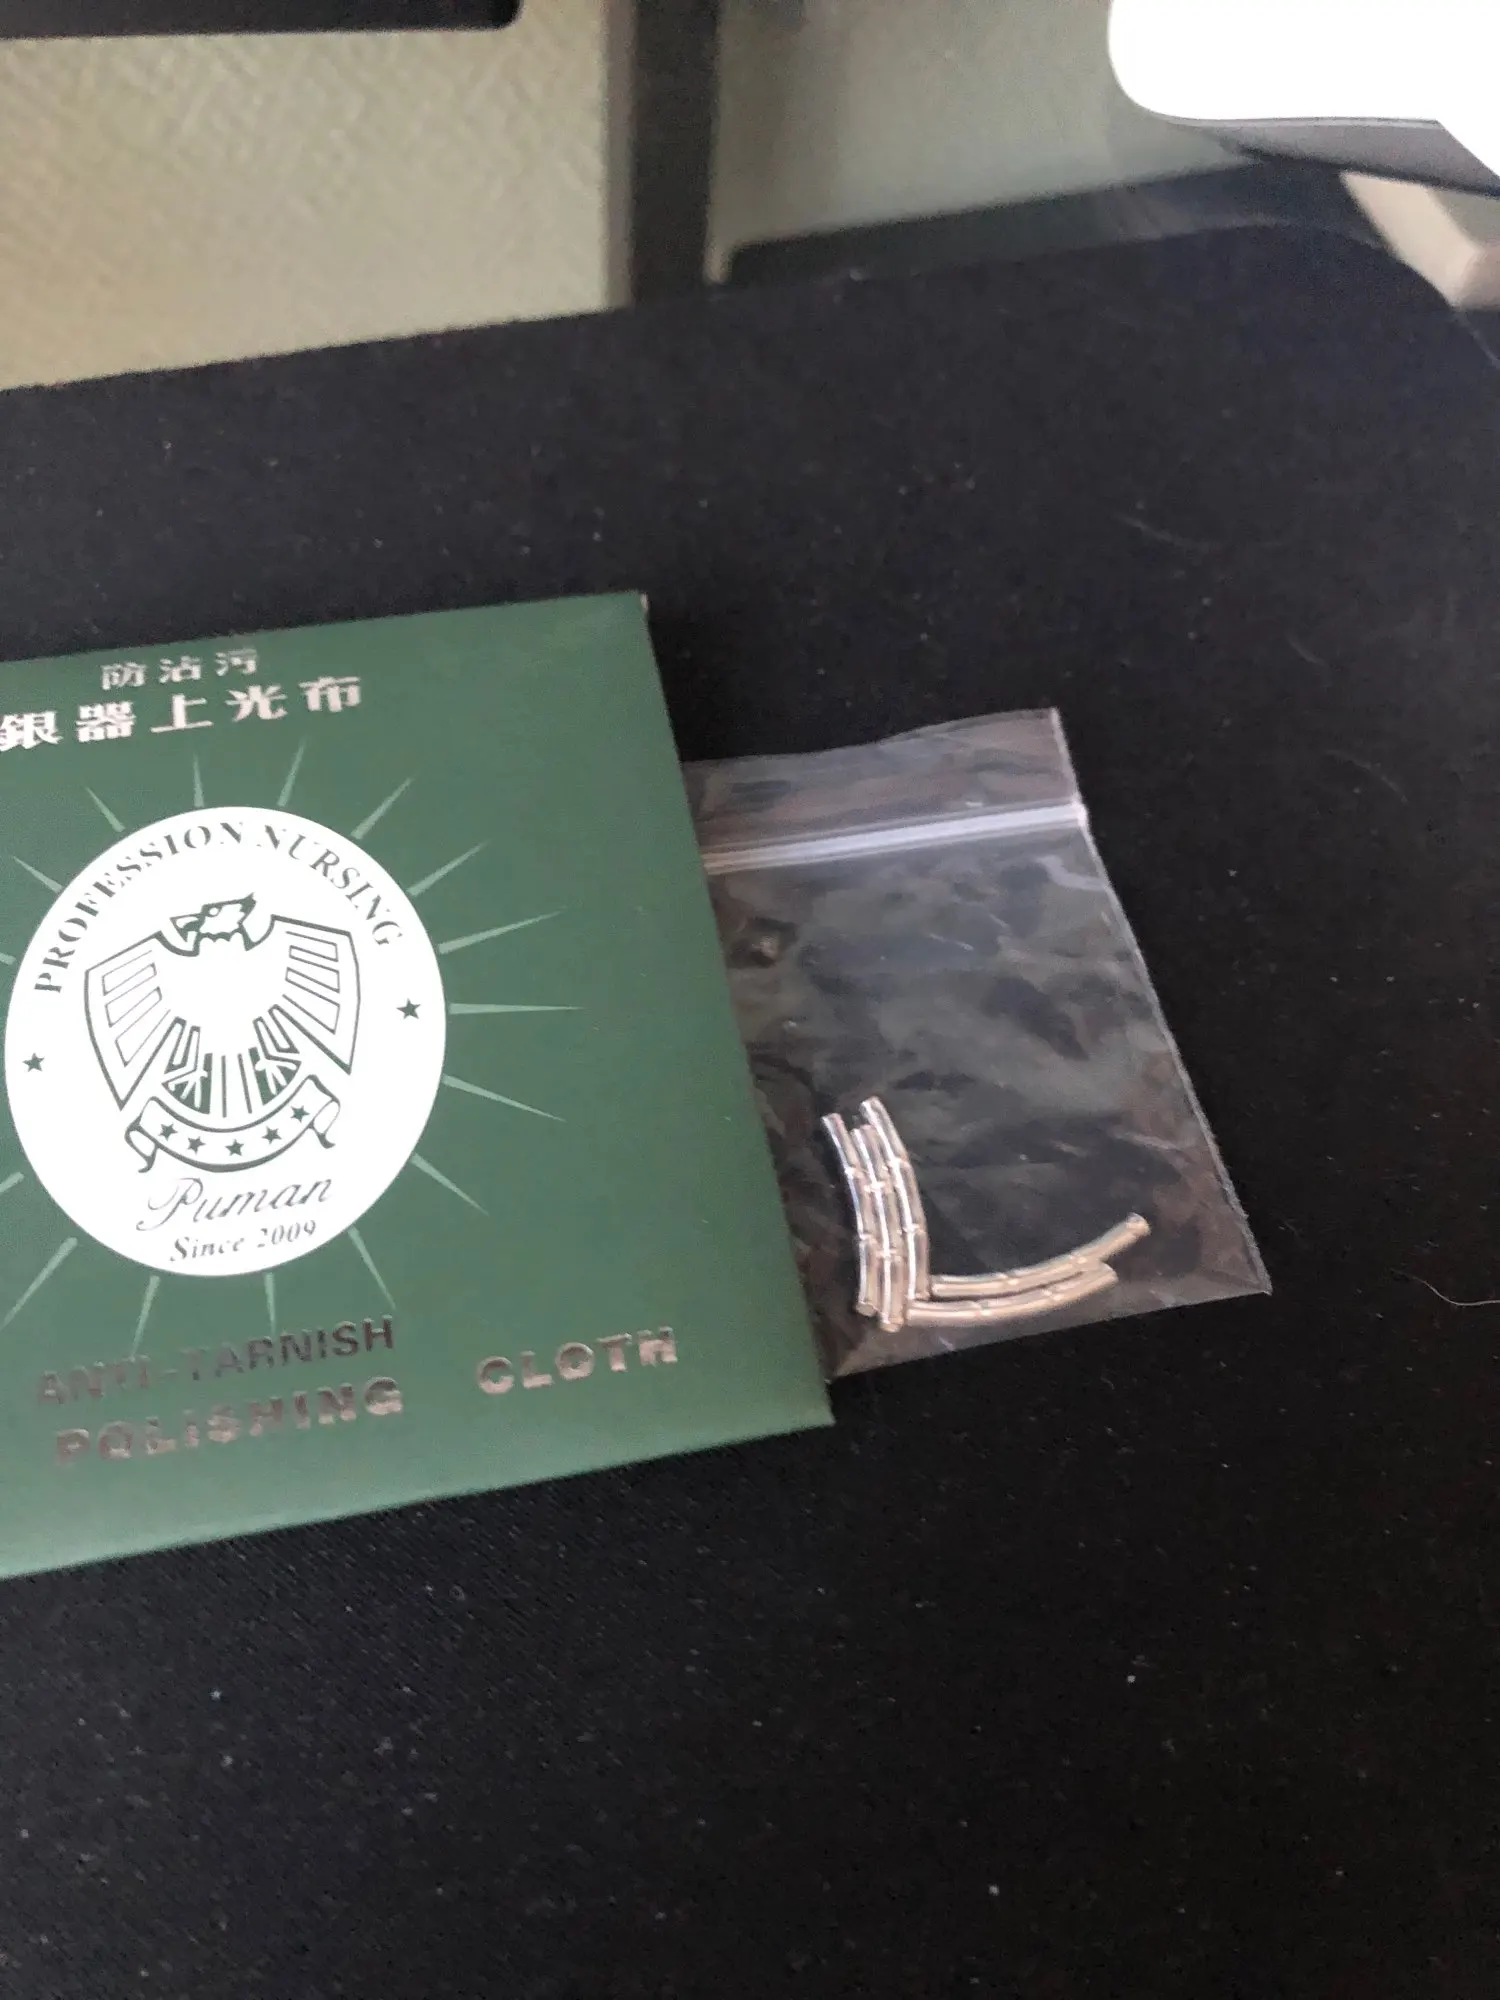 防沾污
銀器上光布
PROFESSION NURSING
Puman
Since 2009
ANTI-TARNISH
POLISHING CLOTH